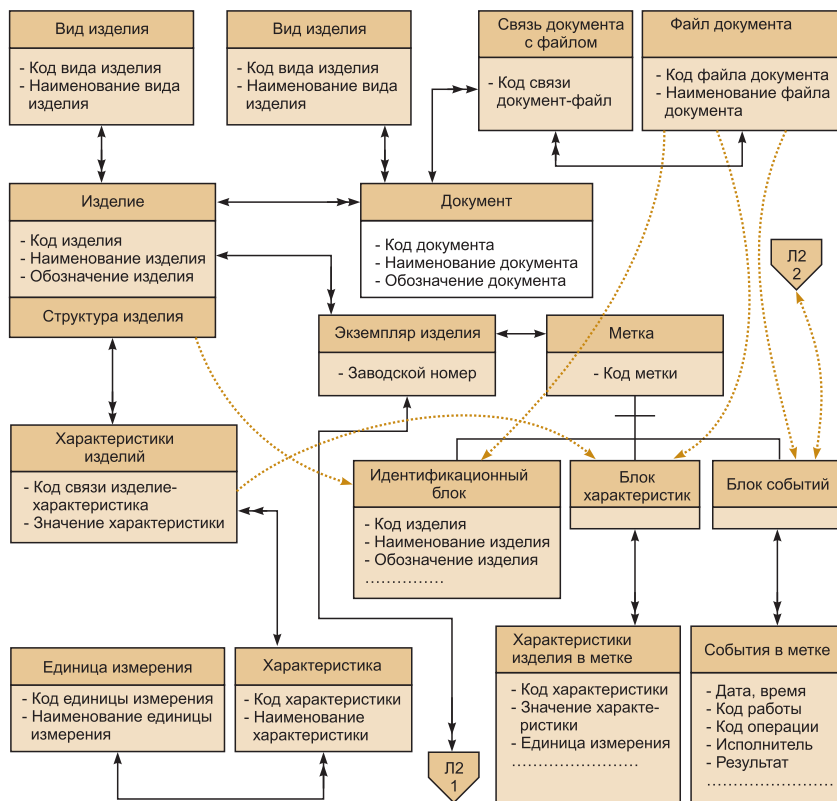 Вид изделия
- Код вида изделия
- Наименование вида
изделия
Вид изделия
- Код вида изделия
- Наименование вида
изделия
Связь документа
с файлом
- Код связи
документ-файл
Файл документа
- Код файла документа
- Наименование файла
документа
Изделие
- Код изделия
- Наименование изделия
- Обозначение изделия
Структура изделия
Документ
- Код документа
- Наименование документа
- Обозначение документа
Л2
2
Экземпляр изделия
- Заводской номер
Метка
- Код метки
Характеристики
изделий
- Код связи изделие-
характеристика
- Значение характеристики
Идентификационный
блок
- Код изделия
- Наименование изделия
- Обозначение изделия
...............
Блок
характеристик
Блок событий
Единица измерения
- Код единицы измерения
- Наименование единицы
измерения
Характеристика
- Код характеристики
- Наименование
характеристики
Л2
1
Характеристики
изделия в метке
- Код характеристики
- Значение характе-
ристики
- Единица измерения
......................
События в метке
- Дата, время
- Код работы
- Код операции
- Исполнитель
- Результат
......................